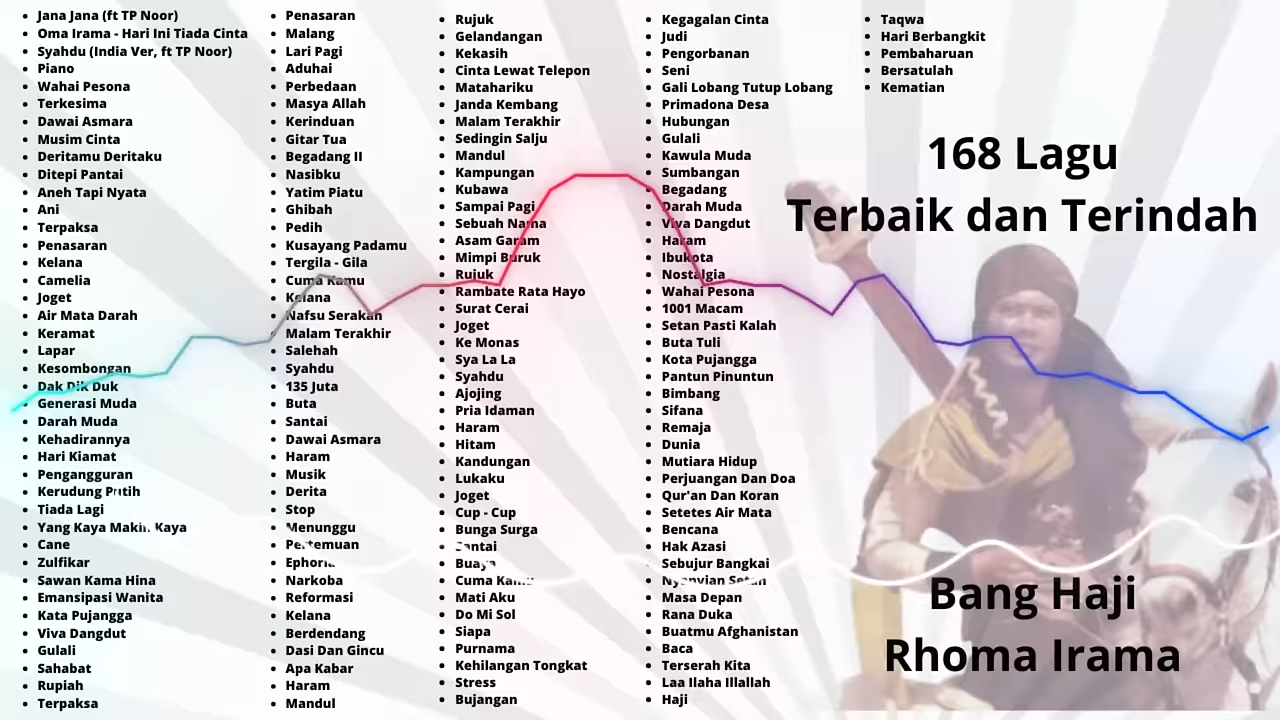 Jana Jana (ft TP Noor)
Oma Irama - Hari Ini Tiada Cinta
Syahdu (India Ver, ft TP Noor)
Piano
Wahai Pesona
Terkesima
Dawai Asmara
Musim Cinta
Deritamu Deritaku
Ditepi Pantai
Aneh Tapi Nyata
Ani
Terpaksa
Penasaran
Kelana
Camelia
Joget
Air Mata Darah
Keramat
Lapar
Kesombongan
Dak Dik Duk
Generasi Muda
Darah Muda
Kehadirannya
Hari Kiamat
Pengangguran
Kerudung Putih
Tiada Lagi
Yang Kaya Makin Kaya
Cane
Zulfikar
Sawan Kama Hina
Emansipasi Wanita
Kata Pujangga
Viva Dangdut
Gulali
Sahabat
Rupiah
Terpaksa
Penasaran
Malang
Lari Pagi
Aduhai
Perbedaan
Masya Allah
Kerinduan
Gitar Tua
Begadang II
Nasibku
Yatim Piatu
Ghibah
Pedih
Kusayang Padamu
Tergila - Gila
Cuma Kamu
Kelana
Nafsu Serakah
Malam Terakhir
Salehah
Syahdu
135 Juta
Buta
Santai
Dawai Asmara
Haram
Musik
Derita
Stop
Menunggu
Pertemuan
Ephoria
Narkoba
Reformasi
Kelana
Berdendang
Dasi Dan Gincu
Apa Kabar
Haram
Mandul
Rujuk
Gelandangan
Kekasih
Cinta Lewat Telepon
Matahariku
Janda Kembang
Malam Terakhir
Sedingin Salju
Mandul
Kampungan
Kubawa
Sampai Pagi
Sebuah Nama
Asam Garam
Mimpi Buruk
Rujuk
Rambate Rata Hayo
Surat Cerai
Joget
Ke Monas
Sya La La
Syahdu
Ajojing
Pria Idaman
Haram
Hitam
Kandungan
Lukaku
Joget
Cup - Cup
Bunga Surga
Santai
Buaya
Cuma Kamu
Mati Aku
Do Mi Sol
Siapa
Purnama
Kehilangan Tongkat
Stress
Bujangan
Kegagalan Cinta
Judi
Pengorbanan
Seni
Gali Lobang Tutup Lobang
Primadona Desa
Hubungan
Gulali
Kawula Muda
Sumbangan
Begadang
Darah Muda
Viva Dangdut
Haram
Ibukota
Nostalgia
Wahai Pesona
1001 Macam
Setan Pasti Kalah
Buta Tuli
Kota Pujangga
Pantun Pinuntun
Bimbang
Sifana
Remaja
Dunia
Mutiara Hidup
Perjuangan Dan Doa
Qur'an Dan Koran
Setetes Air Mata
Bencana
Hak Azasi
Sebujur Bangkai
Nyanyian Setan
Masa Depan
Rana Duka
Buatmu Afghanistan
Baca
Terserah Kita
Laa Ilaha Illallah
Haji
Taqwa
Hari Berbangkit
Pembaharuan
Bersatulah
Kematian
168 Lagu
Terbaik dan Terindah
Bang Haji
Rhoma Irama